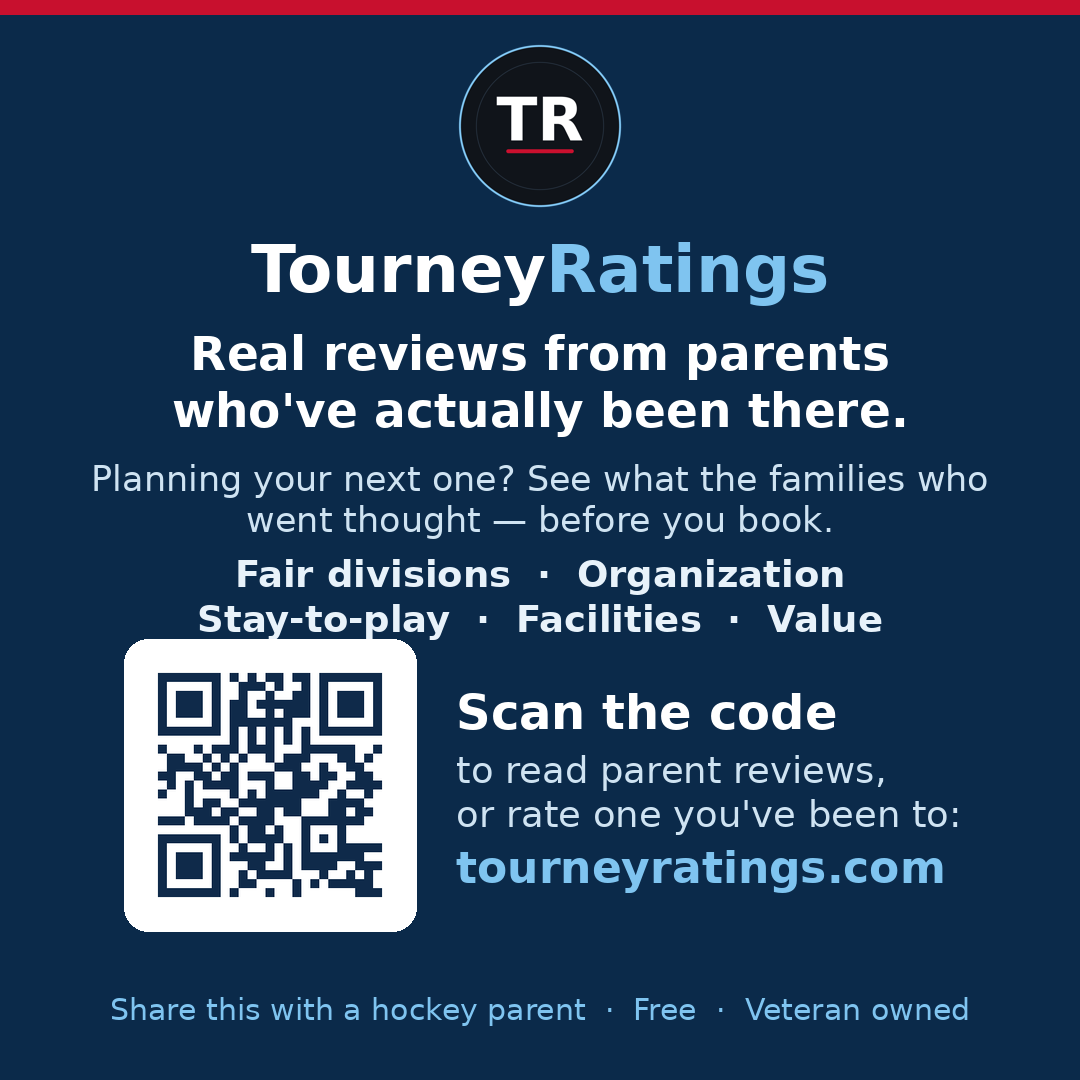 TR
TourneyRatings
Real reviews from parents
who've actually been there.
Planning your next one? See what the families who
went thought — before you book.
Fair divisions · Organization
Stay-to-play · Facilities · Value
Scan the code
to read parent reviews,
or rate one you've been to:
tourneyratings.com
Share this with a hockey parent · Free · Veteran owned